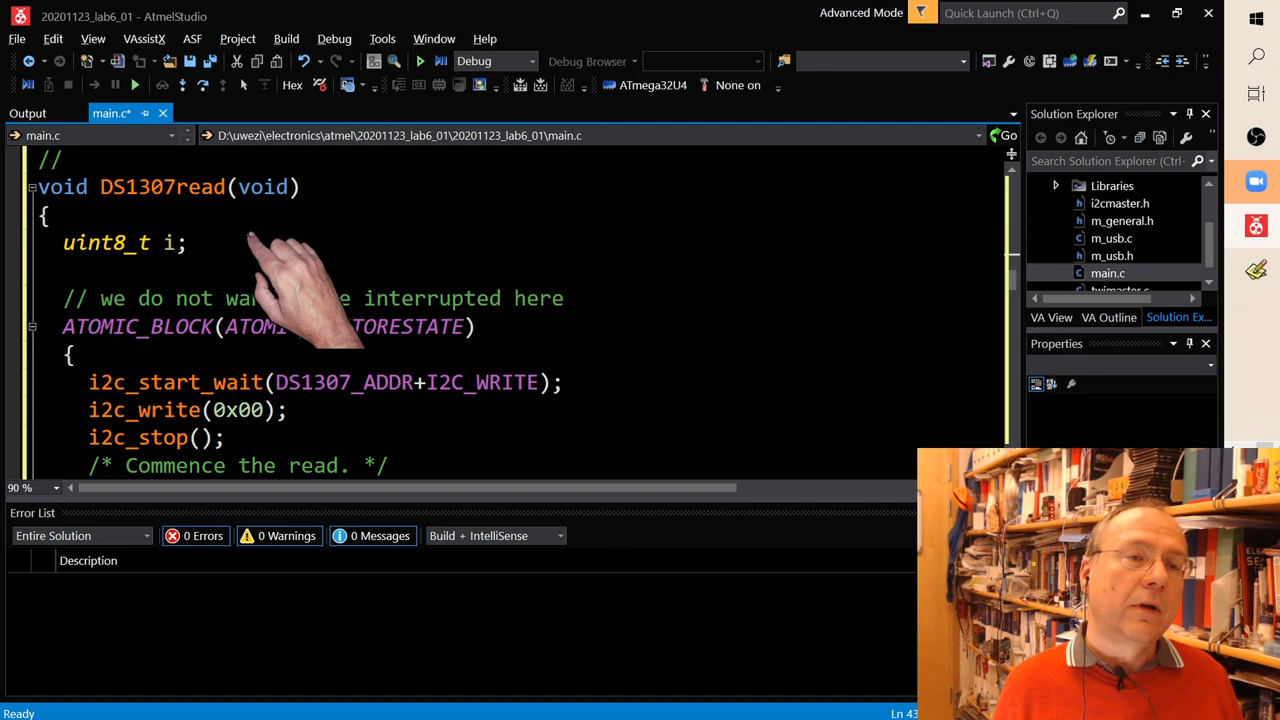 20201123_lab6_01 - AtmelStudio
Advanced Mode
Quick Launch (Ctrl+Q)
File Edit View VAssistX ASF Project Build Debug Tools Window Help
Debug
Debug Browser
Hex
ATmega32U4
None on
Output
main.c*
main.c
D:\uwezi\electronics\atmel\20201123_lab6_01\20201123_lab6_01\main.c
Go
//
void DS1307read(void)
{
uint8_t i;
// we do not interrupted here
ATOMIC_BLOCK(
{
i2c_start_wait(DS1307_ADDR+I2C_WRITE);
i2c_write(0x00);
i2c_stop();
/* Commence the read. */
90 %
Solution Explorer
Search Solution Explorer (Ctrl+
Libraries
i2cmaster.h
m_general.h
m_usb.c
m_usb.h
main.c
VA View VA Outline Solution Ex...
Properties
Error List
Entire Solution
0 Errors
0 Warnings
0 Messages
Build + IntelliSense
Description
Ready
Ln 43